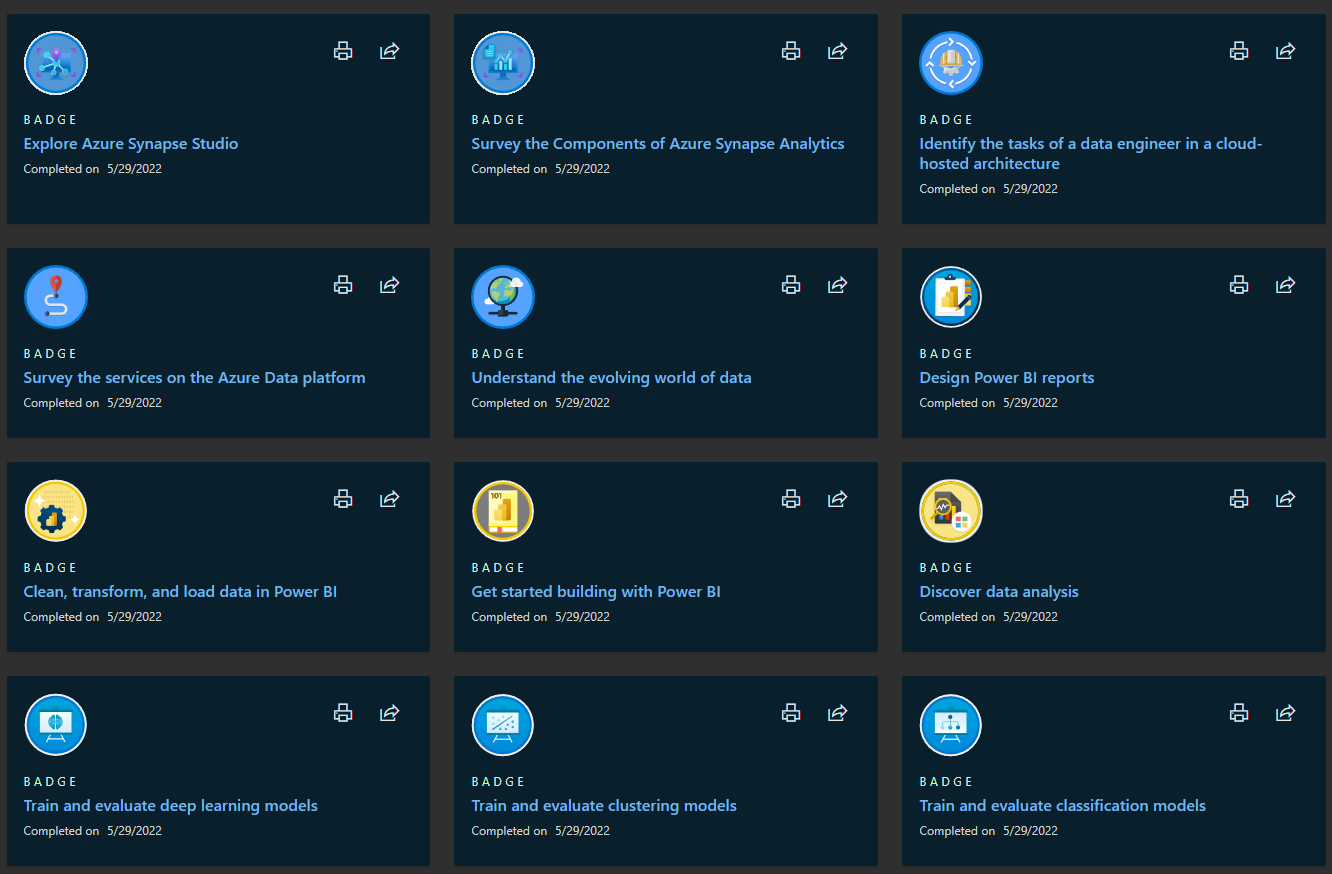 BADGE
Explore Azure Synapse Studio
Completed on 5/29/2022
BADGE
Survey the Components of Azure Synapse Analytics
Completed on 5/29/2022
BADGE
Identify the tasks of a data engineer in a cloud-
hosted architecture
Completed on 5/29/2022
BADGE
Survey the services on the Azure Data platform
Completed on 5/29/2022
BADGE
Understand the evolving world of data
Completed on 5/29/2022
BADGE
Design Power BI reports
Completed on 5/29/2022
BADGE
Clean, transform, and load data in Power BI
Completed on 5/29/2022
101
BADGE
Get started building with Power BI
Completed on 5/29/2022
BADGE
Discover data analysis
Completed on 5/29/2022
BADGE
Train and evaluate deep learning models
Completed on 5/29/2022
BADGE
Train and evaluate clustering models
Completed on 5/29/2022
BADGE
Train and evaluate classification models
Completed on 5/29/2022